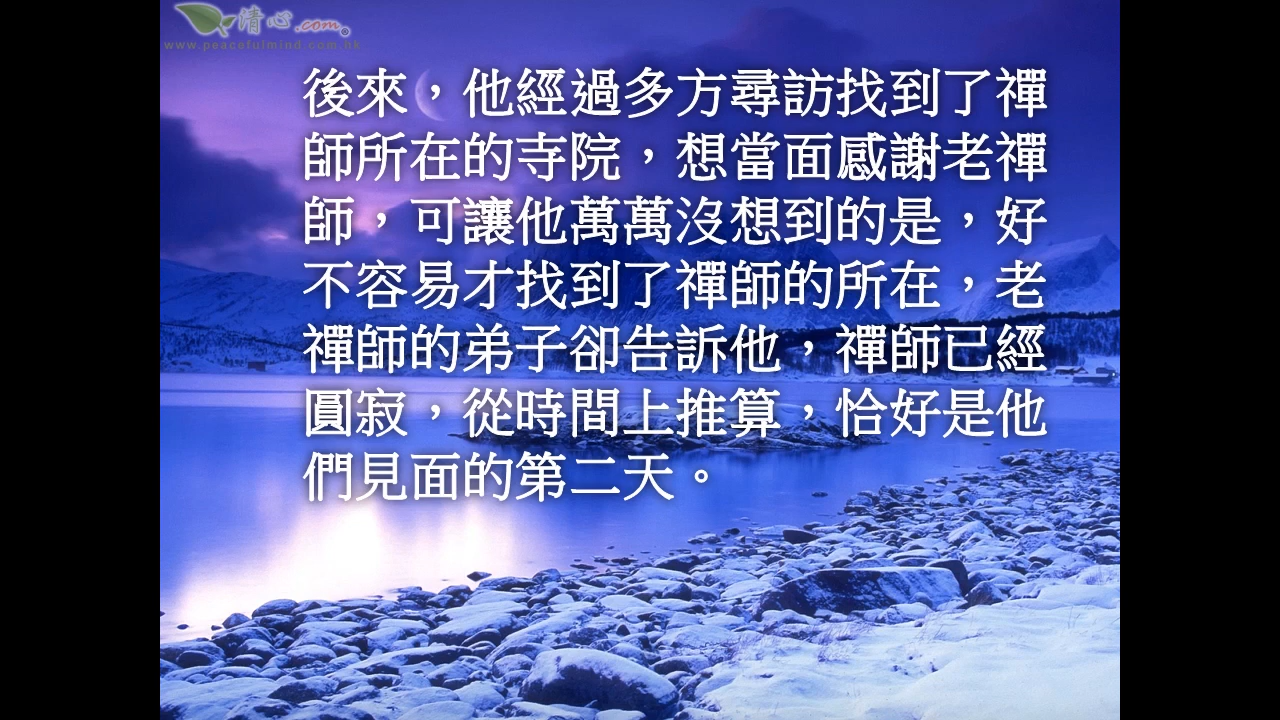 清心.com®
www.peacefulmind.com.hk
後來，他經過多方尋訪找到了禪
師所在的寺院，想當面感謝老禪
師，可讓他萬萬沒想到的是，好
不容易才找到了禪師的所在，老
禪師的弟子卻告訴他，禪師已經
圓寂，從時間上推算，恰好是他
們見面的第二天。